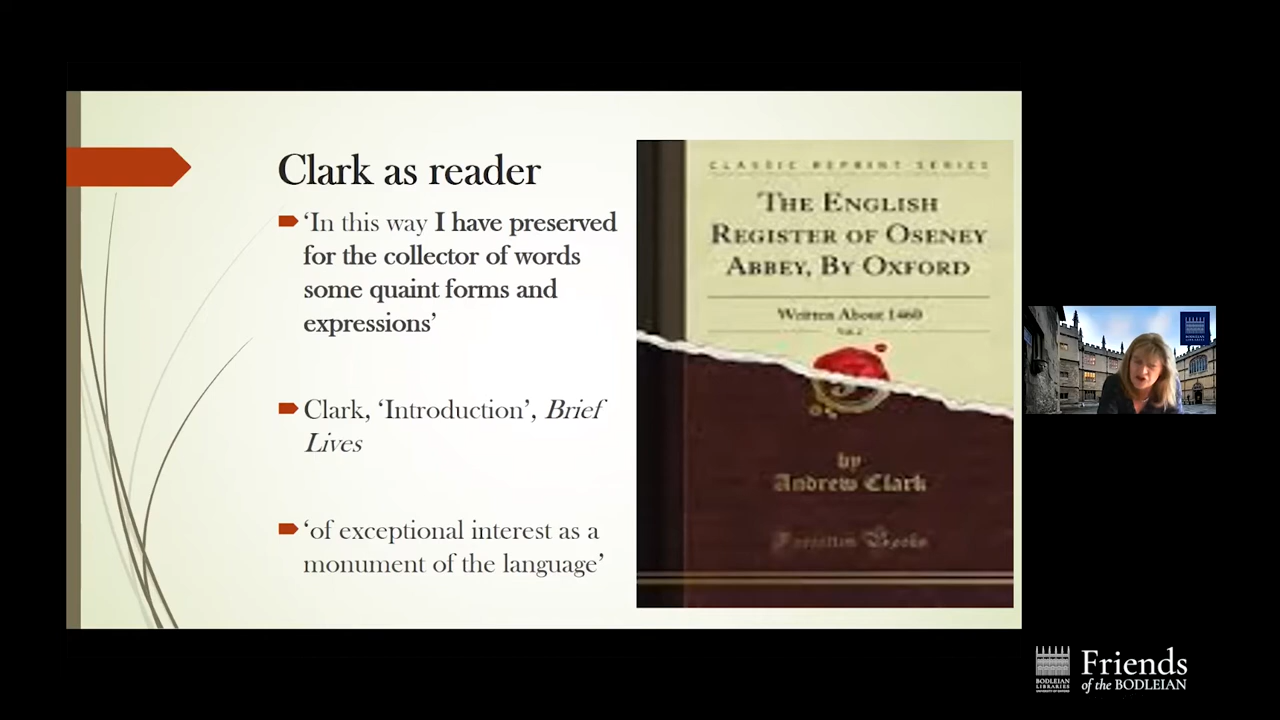 Clark as reader
‘In this way I have preserved
for the collector of words
some quaint forms and
expressions’
Clark, ‘Introduction’, Brief
Lives
‘of exceptional interest as a
monument of the language’
CLASSIC REPRINT SERIES
THE ENGLISH
REGISTER OF OSENEY
ABBEY, BY OXFORD
Written About 1460
by
Andrew Clark
Forgotten Books
BODLEIAN
LIBRARIES
Friends
of the BODLEIAN